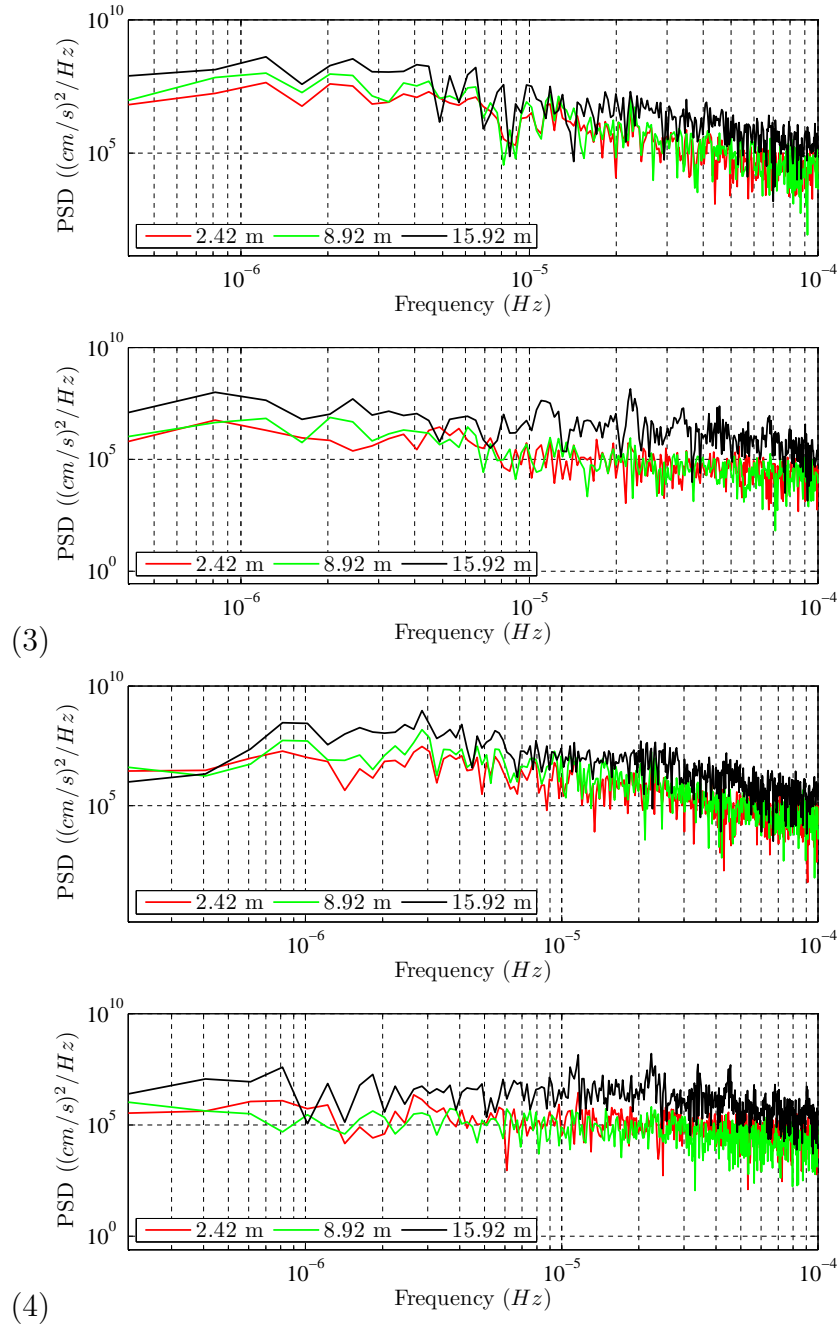 10^10
10^5
PSD ((cm/s)^2/Hz)
2.42 m 8.92 m 15.92 m
10^-6 10^-5 10^-4
Frequency (Hz)
10^10
10^5
10^0
PSD ((cm/s)^2/Hz)
2.42 m 8.92 m 15.92 m
10^-6 10^-5 10^-4
Frequency (Hz)
(3)
10^10
10^5
PSD ((cm/s)^2/Hz)
2.42 m 8.92 m 15.92 m
10^-6 10^-5 10^-4
Frequency (Hz)
10^10
10^5
10^0
PSD ((cm/s)^2/Hz)
2.42 m 8.92 m 15.92 m
10^-6 10^-5 10^-4
Frequency (Hz)
(4)